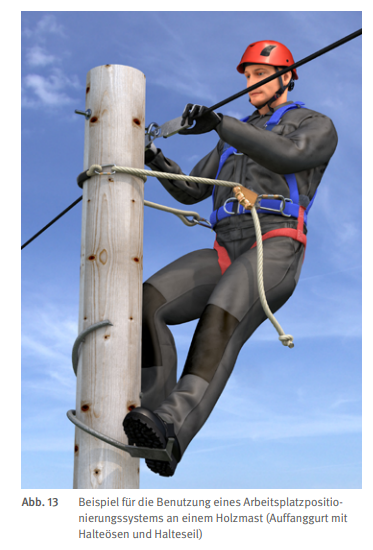 Abb. 13 Beispiel für die Benutzung eines Arbeitsplatzpositio-
nierungssystems an einem Holzmast (Auffanggurt mit
Halteösen und Halteseil)